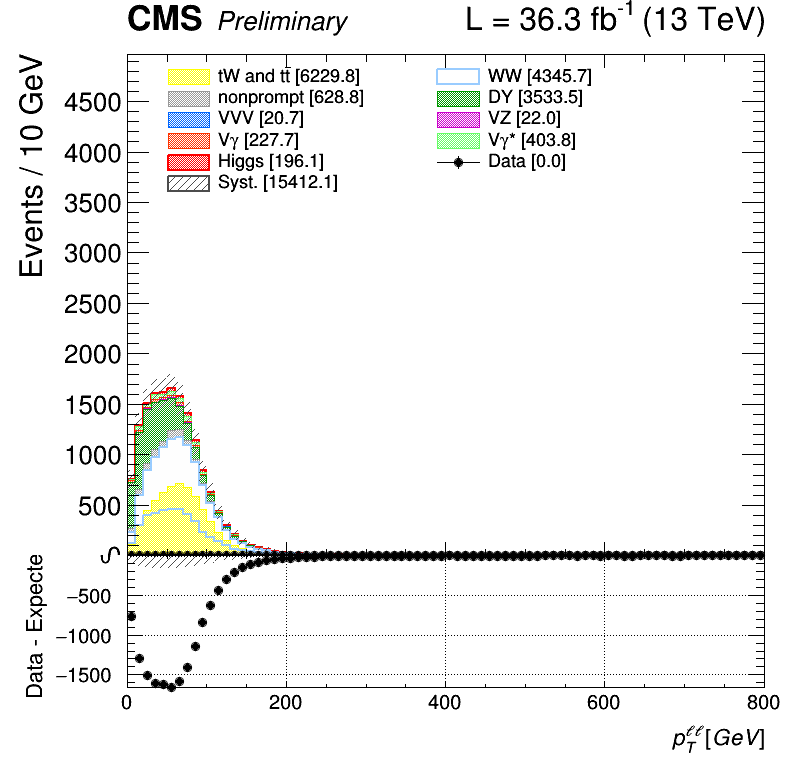 CMS Preliminary L = 36.3 fb⁻¹ (13 TeV)
Events / 10 GeV
tW and tt̄ [6229.8] WW [4345.7]
nonprompt [628.8] DY [3533.5]
VVV [20.7] VZ [22.0]
Vγ [227.7] Vγ* [403.8]
Higgs [196.1] Data [0.0]
Syst. [15412.1]
4500
4000
3500
3000
2500
2000
1500
1000
500
0
Data - Expecte
−500
−1000
−1500
0 200 400 600 800
p_T^{ℓℓ} [GeV]